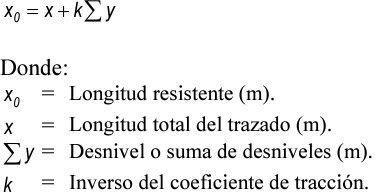 x₀ = x + k∑ y
Donde:
x₀ = Longitud resistente (m).
x = Longitud total del trazado (m).
∑ y = Desnivel o suma de desniveles (m).
k = Inverso del coeficiente de tracción.